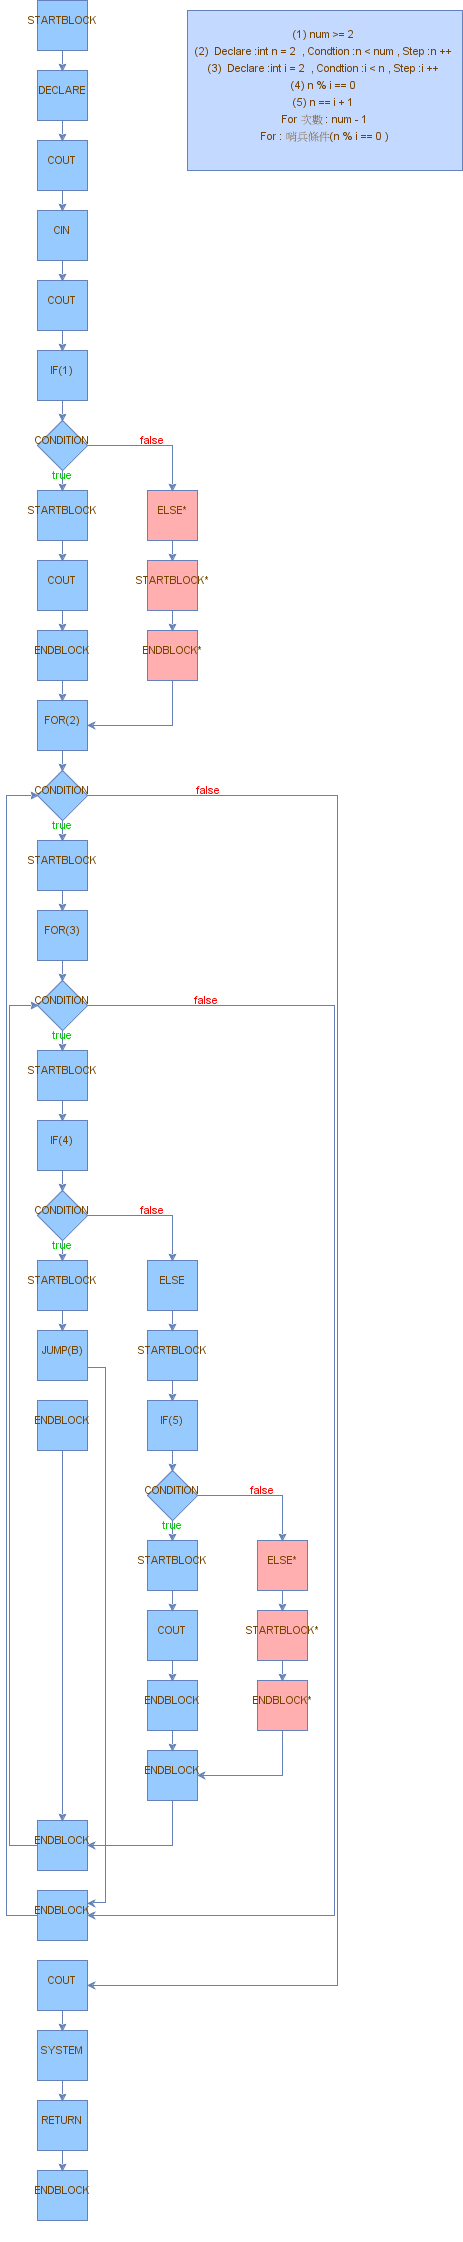 STARTBLOCK
(1) num >= 2
(2) Declare :int n = 2 , Condtion :n < num , Step :n ++
(3) Declare :int i = 2 , Condtion :i < n , Step :i ++
(4) n % i == 0
(5) n == i + 1
For 次數 : num - 1
For : 哨兵條件(n % i == 0 )
DECLARE
COUT
CIN
COUT
IF(1)
CONDITION
false
true
STARTBLOCK
ELSE*
COUT
STARTBLOCK*
ENDBLOCK
ENDBLOCK*
FOR(2)
CONDITION
false
true
STARTBLOCK
FOR(3)
CONDITION
false
true
STARTBLOCK
IF(4)
CONDITION
false
true
STARTBLOCK
ELSE
JUMP(B)
STARTBLOCK
ENDBLOCK
IF(5)
CONDITION
false
true
STARTBLOCK
ELSE*
COUT
STARTBLOCK*
ENDBLOCK
ENDBLOCK*
ENDBLOCK
ENDBLOCK
ENDBLOCK
COUT
SYSTEM
RETURN
ENDBLOCK